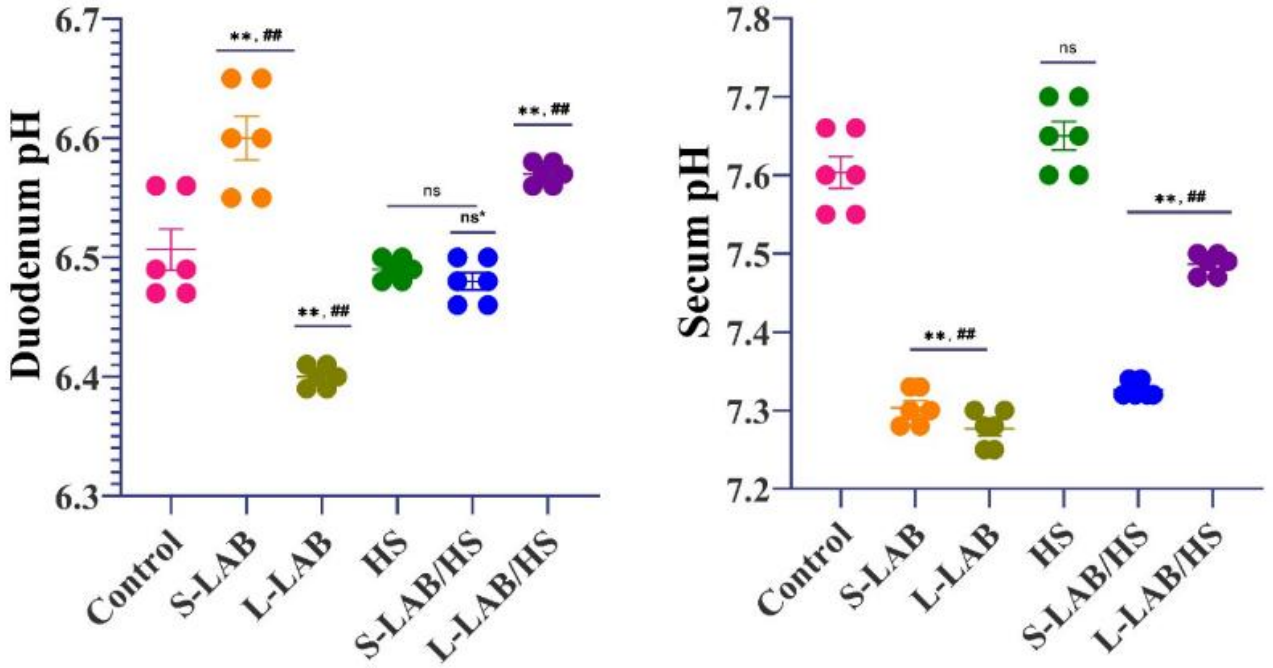 Duodenum pH
6.7
6.6
6.5
6.4
6.3
**, ##
**, ##
ns
ns*
**, ##
Control
S-LAB
L-LAB
HS
S-LAB/HS
L-LAB/HS
Secum pH
7.8
7.7
7.6
7.5
7.4
7.3
7.2
**, ##
ns
**, ##
Control
S-LAB
L-LAB
HS
S-LAB/HS
L-LAB/HS